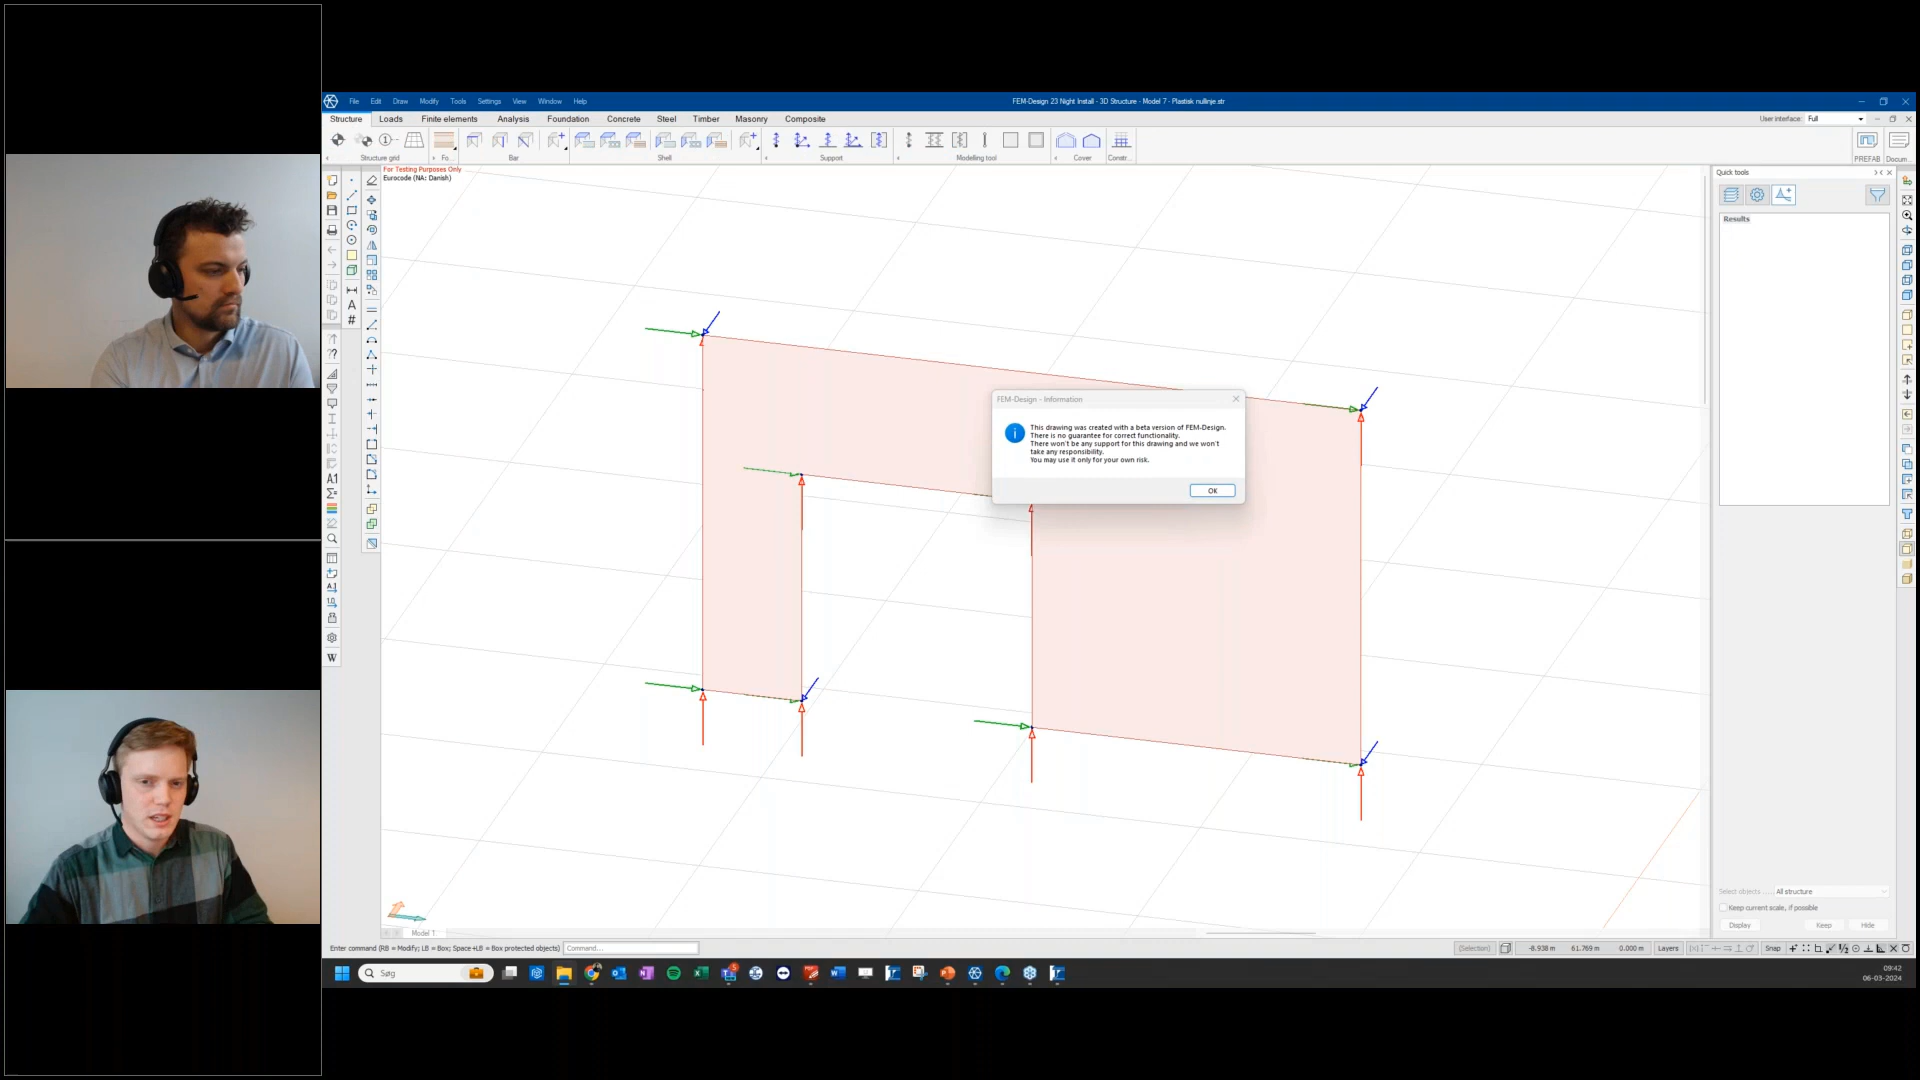 File Edit Draw Modify Tools Settings View Window Help
FEM-Design 23 Night Install - 3D Structure - Model 7 - Plastisk nullinje.str
Structure Loads Finite elements Analysis Foundation Concrete Steel Timber Masonry Composite
User interface: Full
Structure grid Fo... Bar Shell Support Modelling tool Cover Constr... PREFAB Docum...
For Testing Purposes Only
Eurocode (NA: Danish)
Quick tools
Results
FEM-Design - Information
This drawing was created with a beta version of FEM-Design.
There is no guarantee for correct functionality.
There won't be any support for this drawing and we won't
take any responsibility.
You may use it only for your own risk.
OK
Select objects ..... All structure
Keep current scale, if possible
Display Keep Hide
Model 1
Enter command (RB = Modify; LB = Box; Space+LB = Box protected objects) Command...
(Selection) -8.938 m 61.769 m 0.000 m Layers Snap
Søg
09:42
06-03-2024